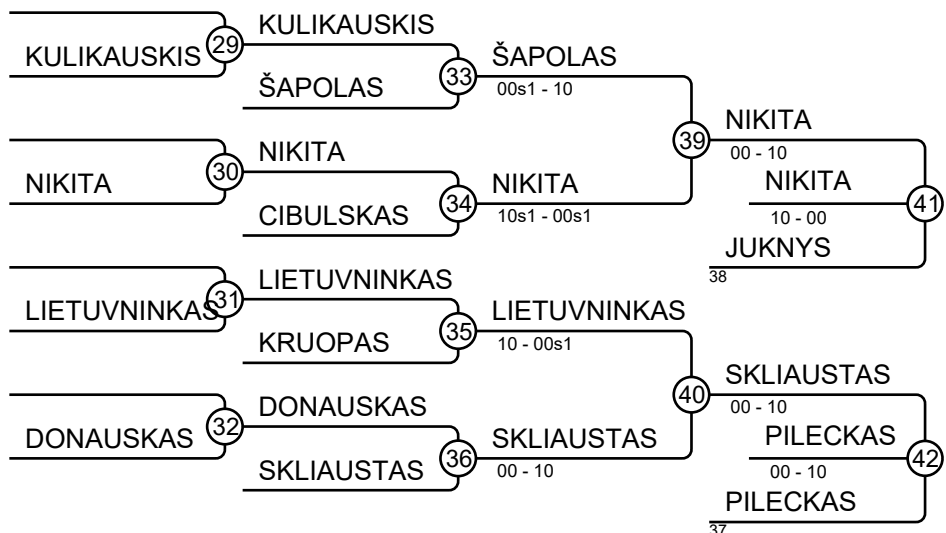 KULIKAUSKIS
29
KULIKAUSKIS
ŠAPOLAS
33
ŠAPOLAS
00s1 - 10
NIKITA
30
NIKITA
CIBULSKAS
34
NIKITA
10s1 - 00s1
39
NIKITA
00 - 10
NIKITA
10 - 00
41
JUKNYS
38
LIETUVNINKAS
31
LIETUVNINKAS
KRUOPAS
35
LIETUVNINKAS
10 - 00s1
DONAUSKAS
32
DONAUSKAS
SKLIAUSTAS
36
SKLIAUSTAS
00 - 10
40
SKLIAUSTAS
00 - 10
PILECKAS
00 - 10
42
PILECKAS
37